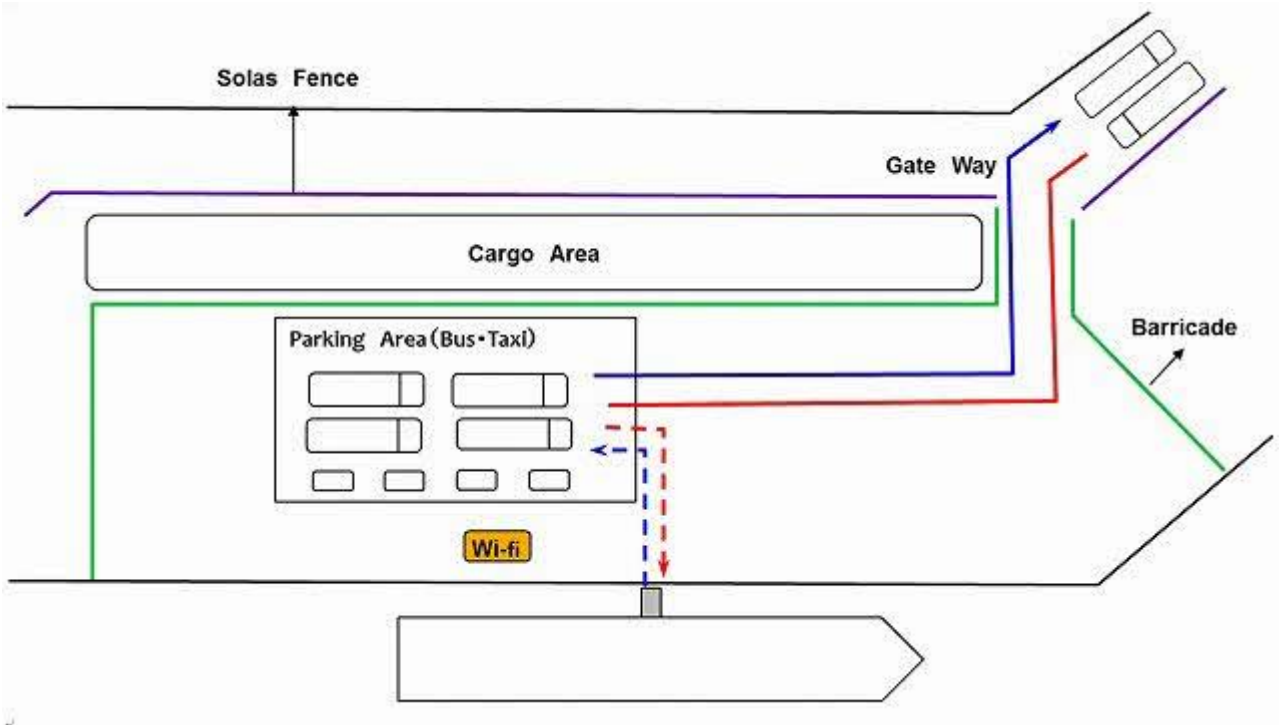 Solas Fence
Gate Way
Cargo Area
Parking Area(Bus・Taxi)
Barricade
Wi-fi